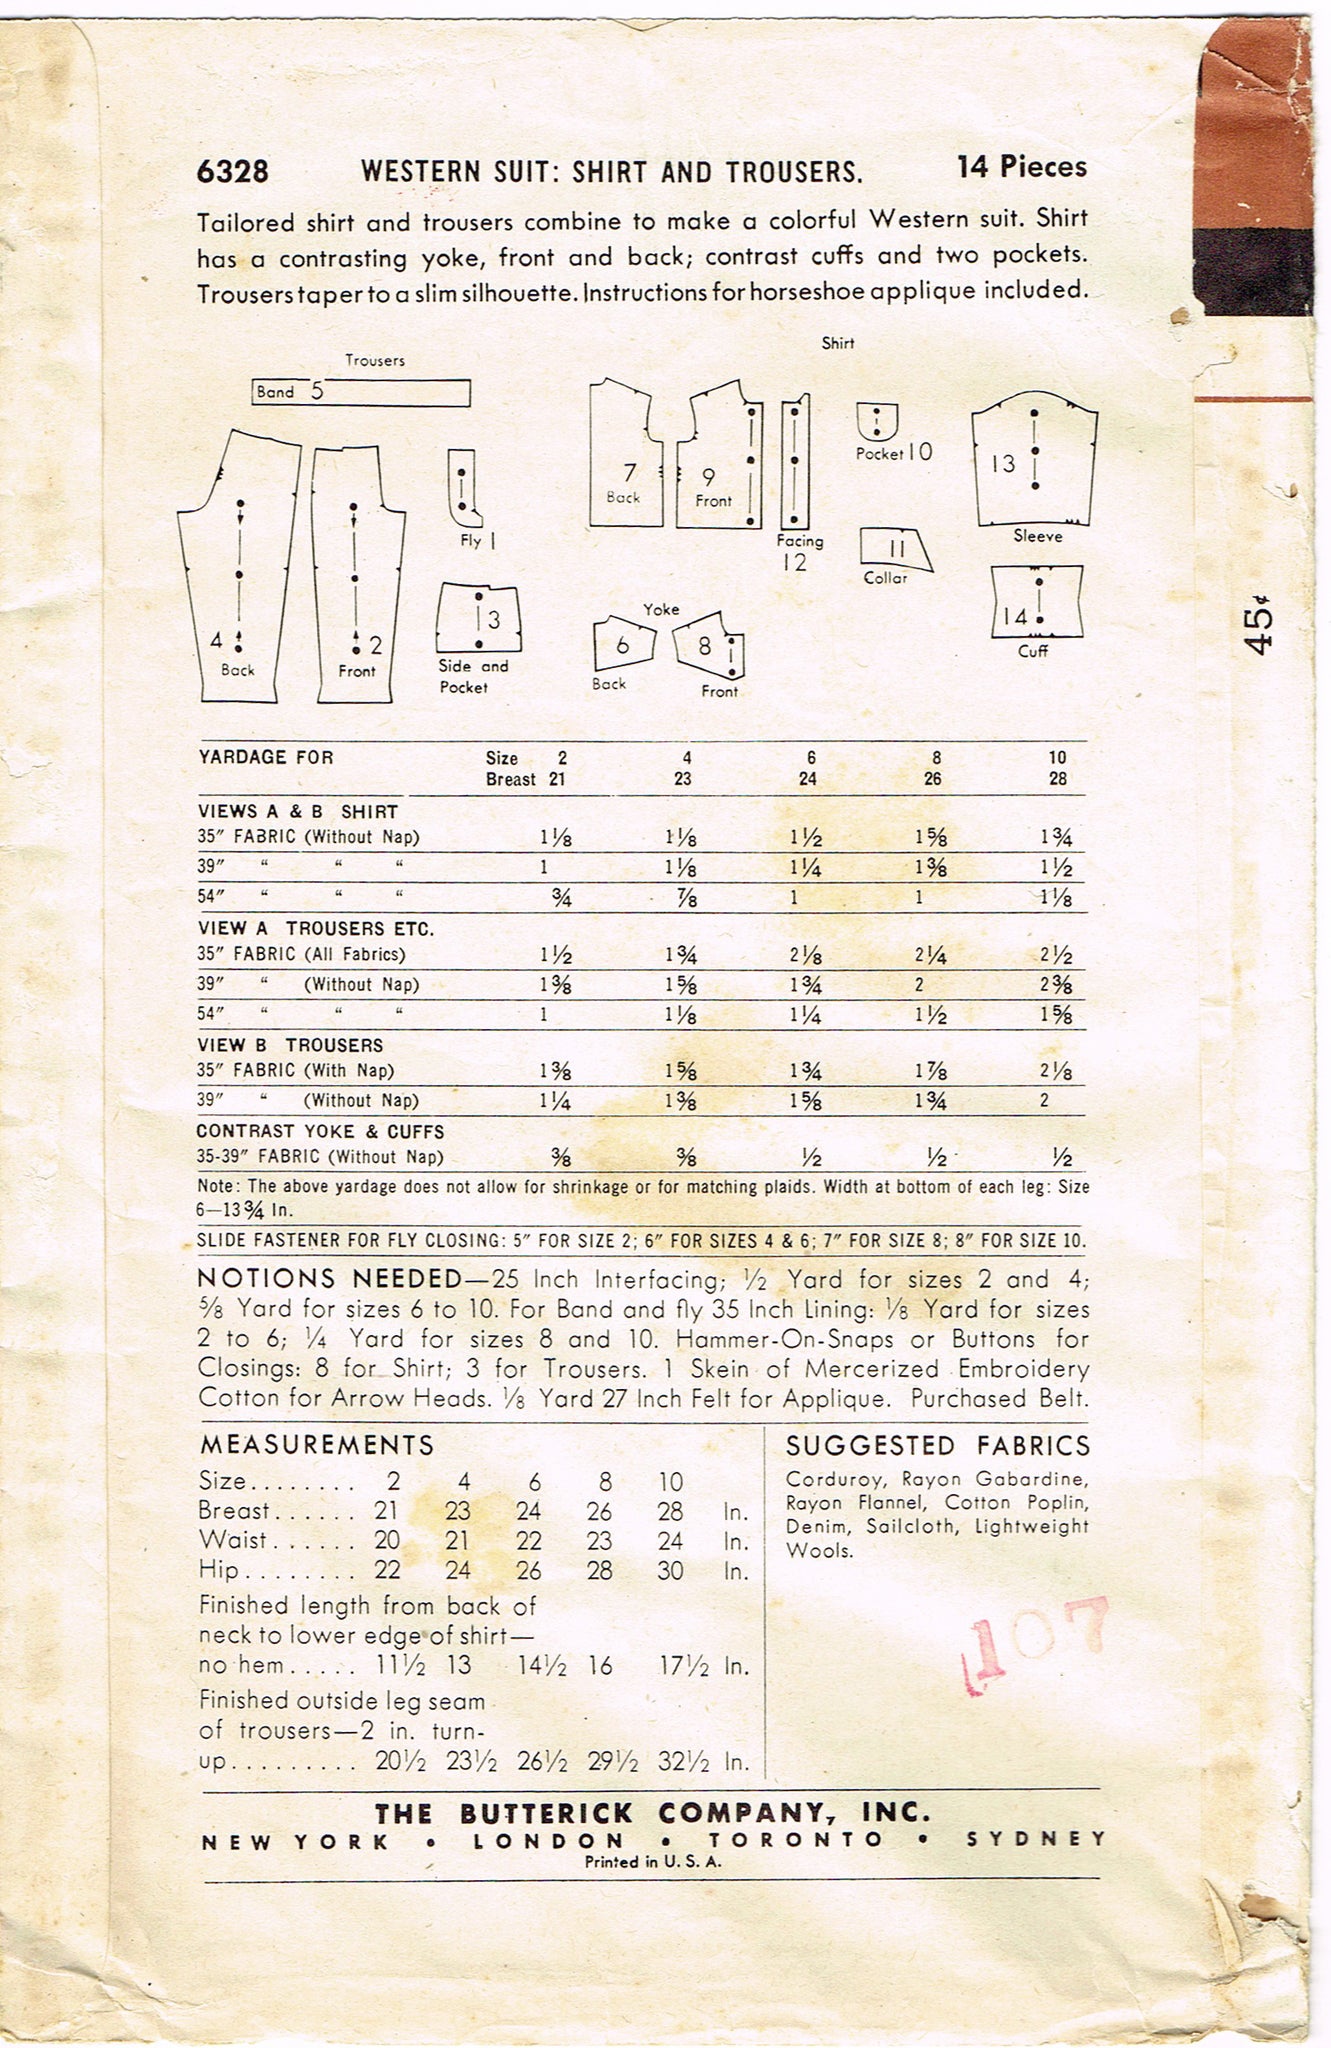 6328 WESTERN SUIT: SHIRT AND TROUSERS. 14 Pieces
Tailored shirt and trousers combine to make a colorful Western suit. Shirt
has a contrasting yoke, front and back; contrast cuffs and two pockets.
Trousers taper to a slim silhouette. Instructions for horseshoe applique included.
Trousers
Band 5
4
Back
2
Front
Fly 1
3
Side and
Pocket
Shirt
7
Back
9
Front
Facing
12
Pocket 10
11
Collar
13
Sleeve
14
Cuff
Yoke
6
Back
8
Front
45¢
YARDAGE FOR Size 2 4 6 8 10
Breast 21 23 24 26 28
VIEWS A & B SHIRT
35" FABRIC (Without Nap) 1⅛ 1⅛ 1½ 1⅝ 1¾
39" " " " 1 1⅛ 1¼ 1⅜ 1½
54" " " " ¾ ⅞ 1 1 1⅛
VIEW A TROUSERS ETC.
35" FABRIC (All Fabrics) 1½ 1¾ 2⅛ 2¼ 2½
39" " (Without Nap) 1⅜ 1⅝ 1¾ 2 2⅜
54" " " " 1 1⅛ 1¼ 1½ 1⅝
VIEW B TROUSERS
35" FABRIC (With Nap) 1⅜ 1⅝ 1¾ 1⅞ 2⅛
39" " (Without Nap) 1¼ 1⅜ 1⅝ 1¾ 2
CONTRAST YOKE & CUFFS
35-39" FABRIC (Without Nap) ⅜ ⅜ ½ ½ ½
Note: The above yardage does not allow for shrinkage or for matching plaids. Width at bottom of each leg: Size
6—13¾ In.
SLIDE FASTENER FOR FLY CLOSING: 5" FOR SIZE 2; 6" FOR SIZES 4 & 6; 7" FOR SIZE 8; 8" FOR SIZE 10.
NOTIONS NEEDED—25 Inch Interfacing; ½ Yard for sizes 2 and 4;
⅝ Yard for sizes 6 to 10. For Band and fly 35 Inch Lining: ⅛ Yard for sizes
2 to 6; ¼ Yard for sizes 8 and 10. Hammer-On-Snaps or Buttons for
Closings: 8 for Shirt; 3 for Trousers. 1 Skein of Mercerized Embroidery
Cotton for Arrow Heads. ⅛ Yard 27 Inch Felt for Applique. Purchased Belt.
MEASUREMENTS
Size........ 2 4 6 8 10
Breast...... 21 23 24 26 28 In.
Waist...... 20 21 22 23 24 In.
Hip........ 22 24 26 28 30 In.
Finished length from back of
neck to lower edge of shirt—
no hem..... 11½ 13 14½ 16 17½ In.
Finished outside leg seam
of trousers—2 in. turn-
up......... 20½ 23½ 26½ 29½ 32½ In.
SUGGESTED FABRICS
Corduroy, Rayon Gabardine,
Rayon Flannel, Cotton Poplin,
Denim, Sailcloth, Lightweight
Wools.
107
THE BUTTERICK COMPANY, INC.
NEW YORK • LONDON • TORONTO • SYDNEY
Printed in U. S. A.